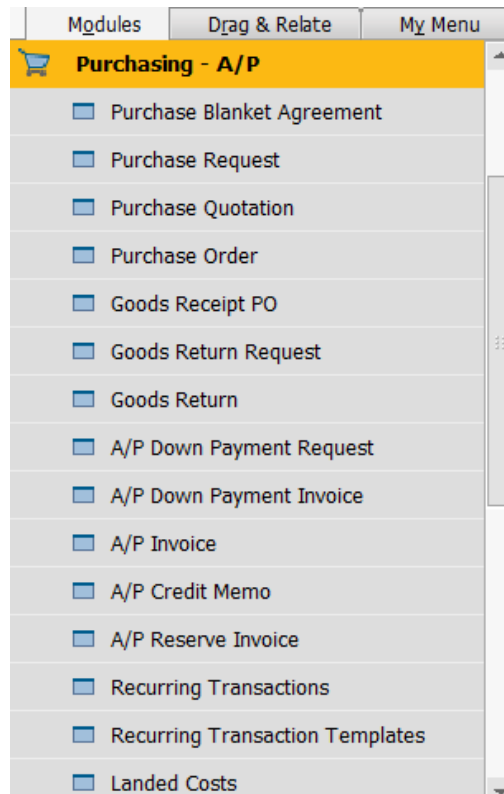 Modules Drag & Relate My Menu
Purchasing - A/P
Purchase Blanket Agreement
Purchase Request
Purchase Quotation
Purchase Order
Goods Receipt PO
Goods Return Request
Goods Return
A/P Down Payment Request
A/P Down Payment Invoice
A/P Invoice
A/P Credit Memo
A/P Reserve Invoice
Recurring Transactions
Recurring Transaction Templates
Landed Costs